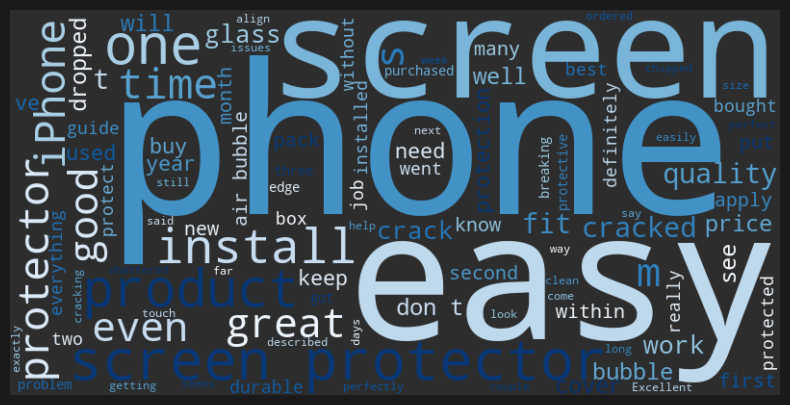 ordered
align
will
one
glass
issues
screen
many
without
s
purchased
week
well
best
shipped
size
iPhone
dropped
t
time
ve
month
phone
bought
guide
used
buy
year
still
pack
installed
next
need
went
protection
breaking
protective
definitely
easily
put
quality
apply
air bubble
edge
job
good
protect
protector
everything
said
new
box
help
crack
know
fit
say
cracked
price
install
far
keep
easy
way
second
m
see
clean
come
really
protected
product
cracking
got
touch
even
great
described
days
don t
look
within
exactly
two
screen protector
long
work
bubble
cover
first
problem
getting
durable
perfectly
Excellent